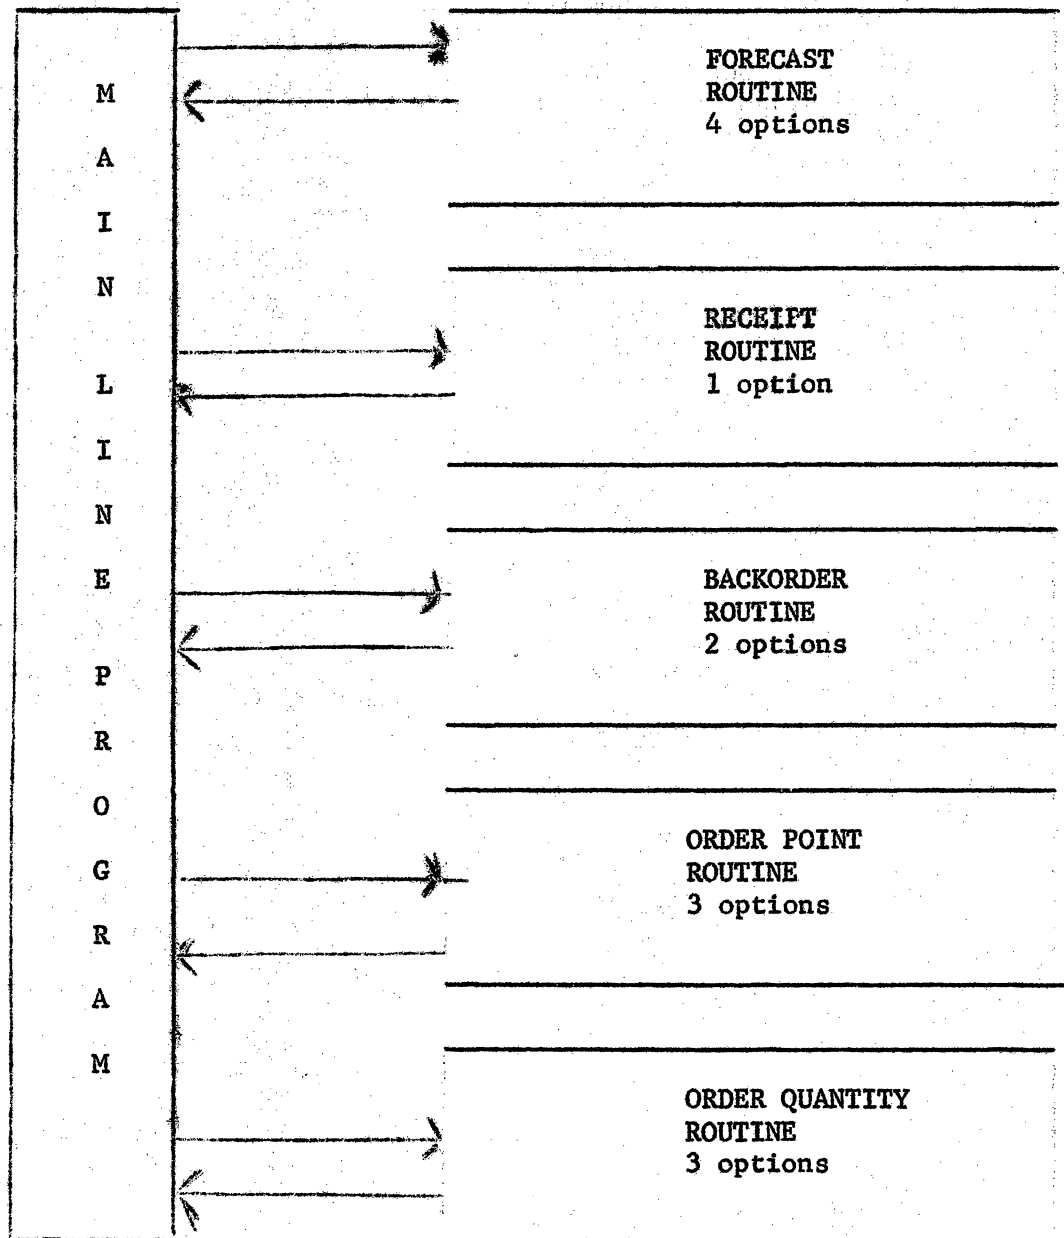 M
A
I
N
L
I
N
E
P
R
O
G
R
A
M
FORECAST
ROUTINE
4 options
RECEIPT
ROUTINE
1 option
BACKORDER
ROUTINE
2 options
ORDER POINT
ROUTINE
3 options
ORDER QUANTITY
ROUTINE
3 options